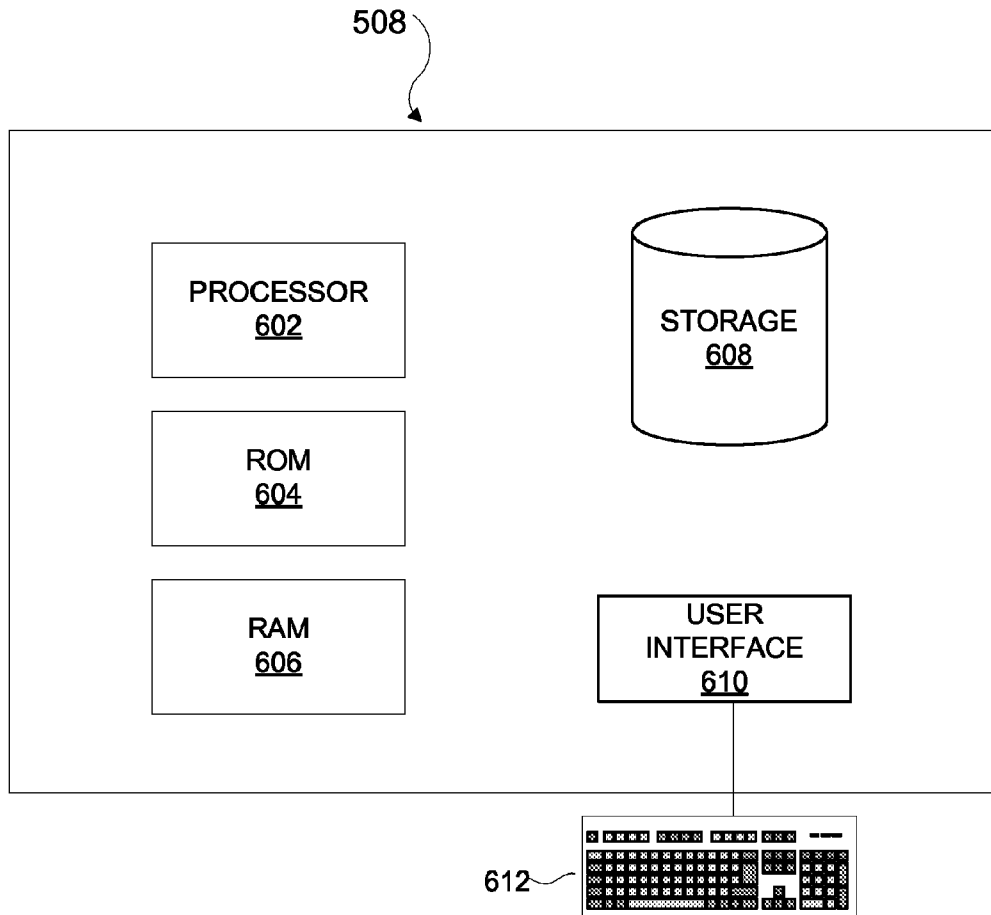 508
PROCESSOR
602
STORAGE
608
ROM
604
RAM
606
USER
INTERFACE
610
612